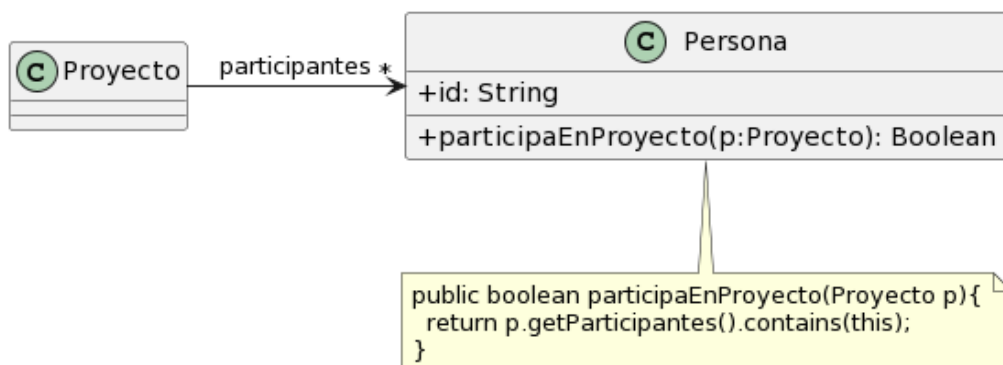 C Proyecto
participantes *
C Persona
+id: String
+participaEnProyecto(p:Proyecto): Boolean
public boolean participaEnProyecto(Proyecto p){
return p.getParticipantes().contains(this);
}